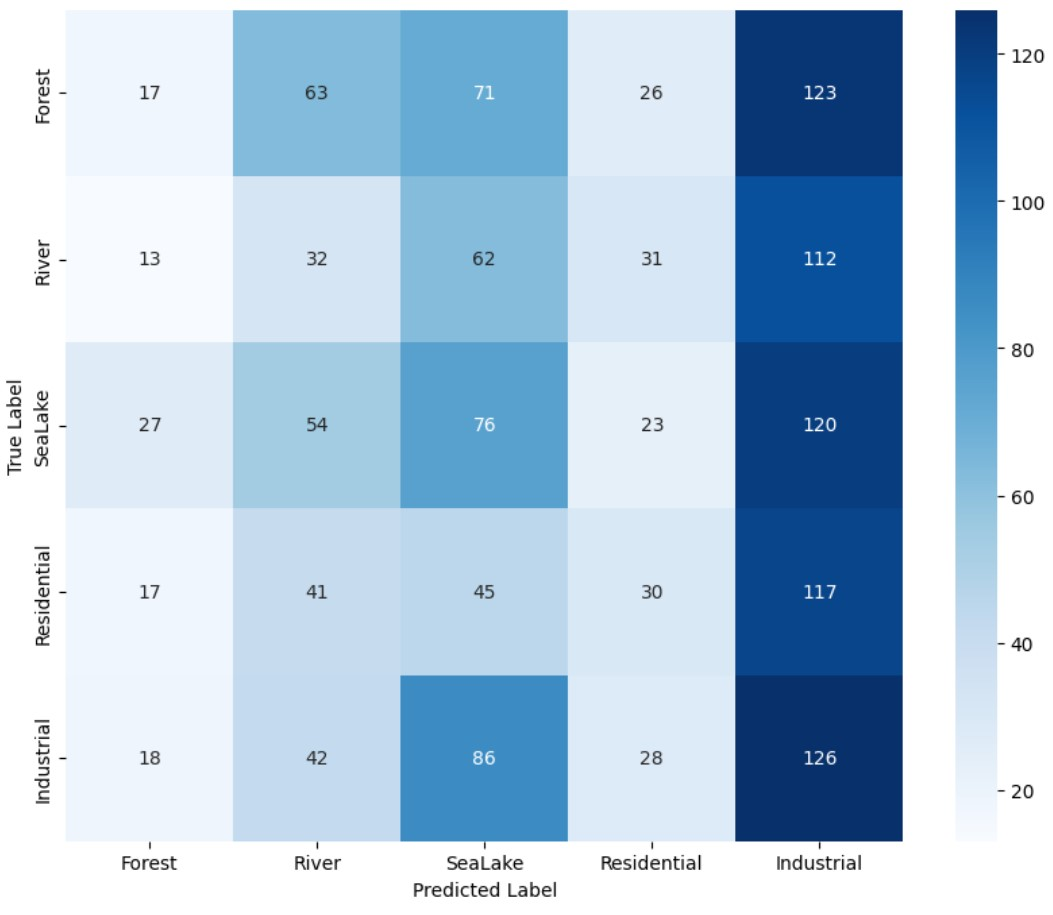 Forest 17 63 71 26 123
River 13 32 62 31 112
SeaLake 27 54 76 23 120
Residential 17 41 45 30 117
Industrial 18 42 86 28 126
True Label
Forest River SeaLake Residential Industrial
Predicted Label
120
100
80
60
40
20